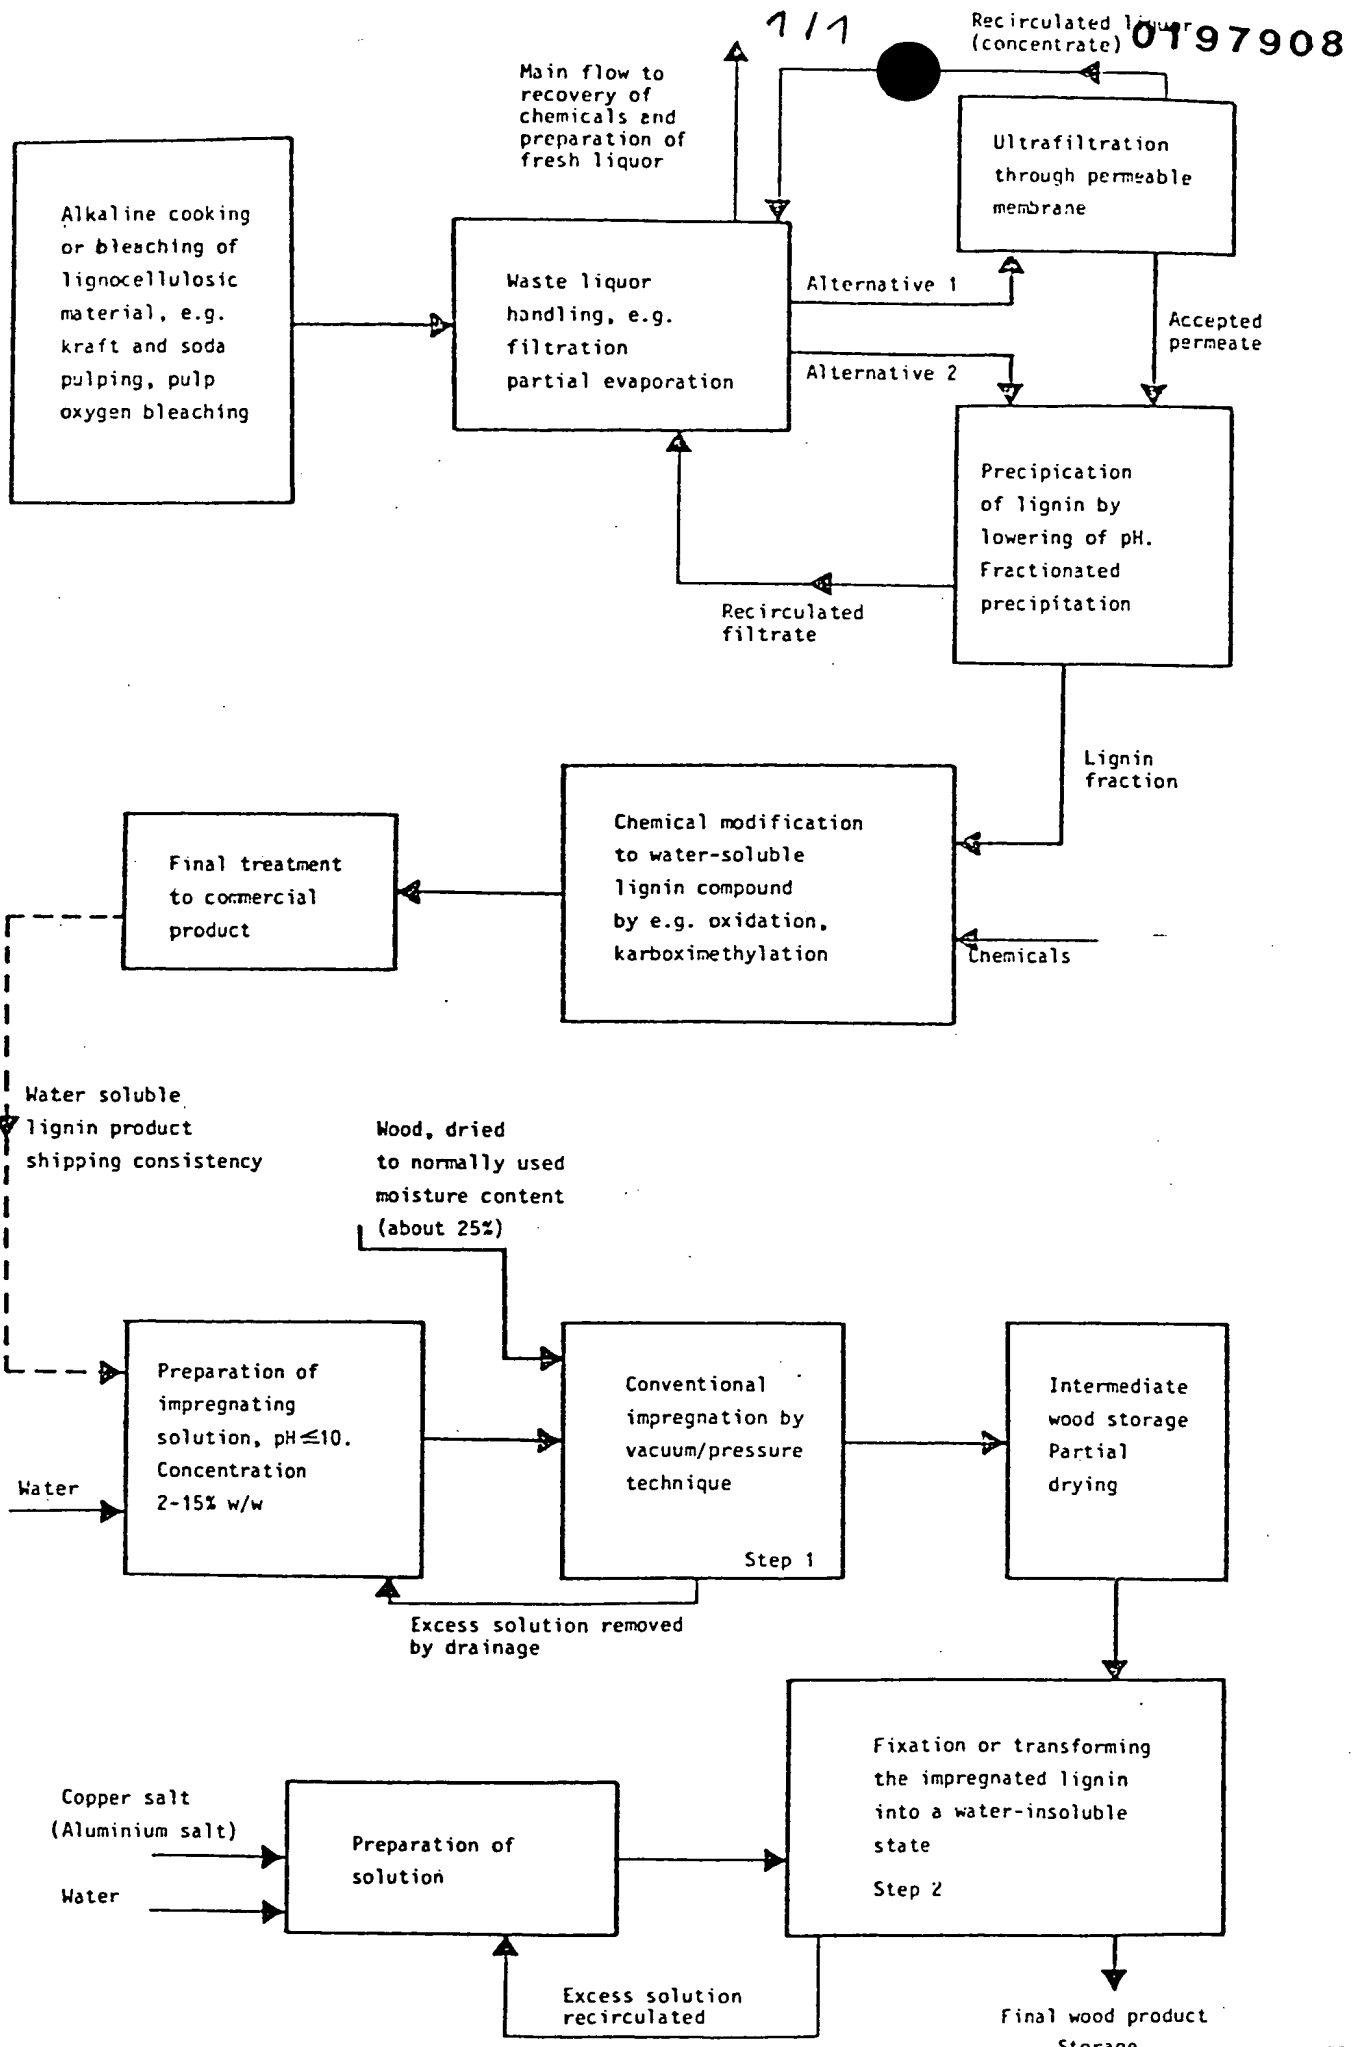 1/1
0197908
Recirculated liquor
(concentrate)
Main flow to
recovery of
chemicals and
preparation of
fresh liquor
Ultrafiltration
through permeable
membrane
Alkaline cooking
or bleaching of
lignocellulosic
material, e.g.
kraft and soda
pulping, pulp
oxygen bleaching
Waste liquor
handling, e.g.
filtration
partial evaporation
Alternative 1
Alternative 2
Accepted
permeate
Precipication
of lignin by
lowering of pH.
Fractionated
precipitation
Recirculated
filtrate
Lignin
fraction
Chemical modification
to water-soluble
lignin compound
by e.g. oxidation,
karboximethylation
Chemicals
Final treatment
to commercial
product
Water soluble
lignin product
shipping consistency
Wood, dried
to normally used
moisture content
(about 25%)
Preparation of
impregnating
solution, pH≤10.
Concentration
2-15% w/w
Water
Conventional
impregnation by
vacuum/pressure
technique
Step 1
Intermediate
wood storage
Partial
drying
Excess solution removed
by drainage
Fixation or transforming
the impregnated lignin
into a water-insoluble
state
Step 2
Copper salt
(Aluminium salt)
Water
Preparation of
solution
Excess solution
recirculated
Final wood product
Storage